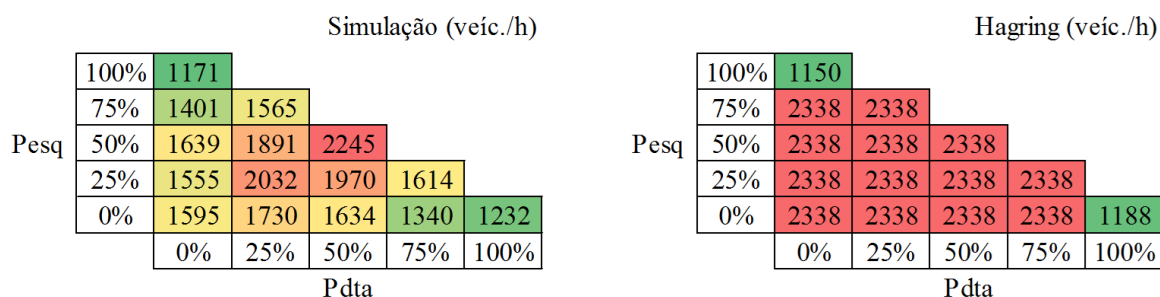 Simulação (veíc./h)
100% 1171
75% 1401 1565
Pesq 50% 1639 1891 2245
25% 1555 2032 1970 1614
0% 1595 1730 1634 1340 1232
0% 25% 50% 75% 100%
Pdta
Hagring (veíc./h)
100% 1150
75% 2338 2338
Pesq 50% 2338 2338 2338
25% 2338 2338 2338 2338
0% 2338 2338 2338 2338 1188
0% 25% 50% 75% 100%
Pdta